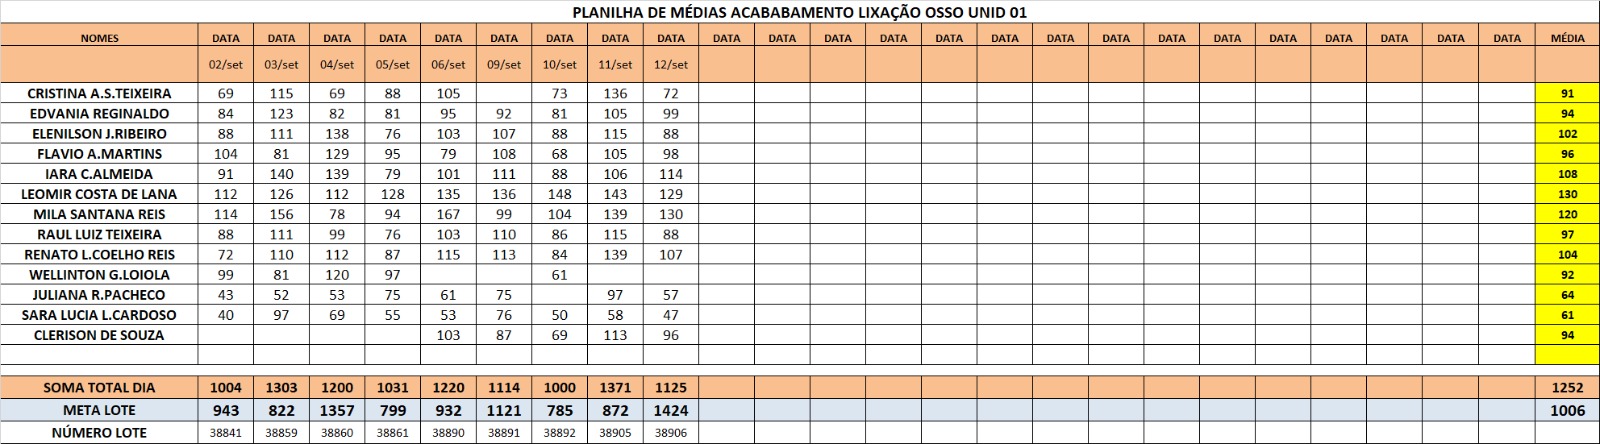 PLANILHA DE MÉDIAS ACABABAMENTO LIXAÇÃO OSSO UNID 01
NOMES DATA DATA DATA DATA DATA DATA DATA DATA DATA DATA DATA DATA DATA DATA DATA DATA DATA DATA DATA DATA DATA DATA DATA DATA MÉDIA
02/set 03/set 04/set 05/set 06/set 09/set 10/set 11/set 12/set
CRISTINA A.S.TEIXEIRA 69 115 69 88 105 73 136 72 91
EDVANIA REGINALDO 84 123 82 81 95 92 81 105 99 94
ELENILSON J.RIBEIRO 88 111 138 76 103 107 88 115 88 102
FLAVIO A.MARTINS 104 81 129 95 79 108 68 105 98 96
IARA C.ALMEIDA 91 140 139 79 101 111 88 106 114 108
LEOMIR COSTA DE LANA 112 126 112 128 135 136 148 143 129 130
MILA SANTANA REIS 114 156 78 94 167 99 104 139 130 120
RAUL LUIZ TEIXEIRA 88 111 99 76 103 110 86 115 88 97
RENATO L.COELHO REIS 72 110 112 87 115 113 84 139 107 104
WELLINTON G.LOIOLA 99 81 120 97 61 92
JULIANA R.PACHECO 43 52 53 75 61 75 97 57 64
SARA LUCIA L.CARDOSO 40 97 69 55 53 76 50 58 47 61
CLERISON DE SOUZA 103 87 69 113 96 94
SOMA TOTAL DIA 1004 1303 1200 1031 1220 1114 1000 1371 1125 1252
META LOTE 943 822 1357 799 932 1121 785 872 1424 1006
NÚMERO LOTE 38841 38859 38860 38861 38890 38891 38892 38905 38906